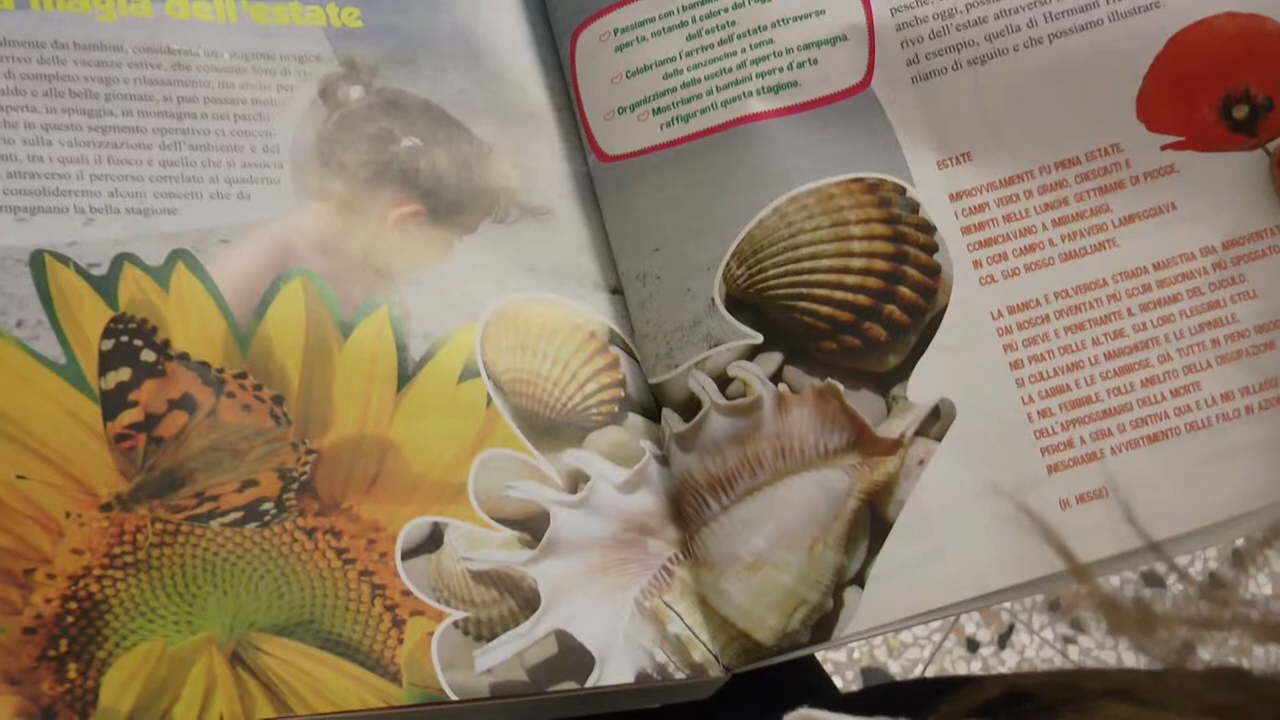 magia dell'estate
almente dai bambini, considerata una stagione magica
arrivo delle vacanze estive, che consente loro di vi-
di completo svago e rilassamento, ma anche per
aldo e alle belle giornate, si può passare molto
aperta, in spiaggia, in montagna o nei parchi
che in questo segmento operativo ci concen-
cio sulla valorizzazione dell'ambiente e dei
nti, tra i quali il fuoco è quello che si associa
attraverso il percorso correlato al quaderno
consolideremo alcuni concetti che da
mpagnano la bella stagione.
Passiamo con i bambini
aperta, notando il calore dei raggi
dell'estate.
Celebriamo l'arrivo dell'estate attraverso
delle canzoncine a tema.
Organizziamo delle uscite all'aperto in campagna.
Mostriamo ai bambini opere d'arte
raffiguranti questa stagione.
pesche,
anche oggi, possia
rivo dell'estate attraverso
ad esempio, quella di Hermann
niamo di seguito e che possiamo illustrare.
ESTATE
IMPROVVISAMENTE FU PIENA ESTATE.
I CAMPI VERDI DI GRANO, CRESCIUTI E
RIEMPITI NELLE LUNGHE SETTIMANE DI PIOGGE,
COMINCIAVANO A IMBIANCARSI,
IN OGNI CAMPO IL PAPAVERO LAMPEGGIAVA
COL SUO ROSSO SMAGLIANTE.
LA BIANCA E POLVEROSA STRADA MAESTRA ERA ARROVENTAT
DAI BOSCHI DIVENTATI PIÙ SCURI RISUONAVA PIÙ SPOSSATO
PIÙ GREVE E PENETRANTE IL RICHIAMO DEL CUCULO.
NEI PRATI DELLE ALTURE, SUI LORO FLESSIBILI STELI
SI CULLAVANO LE MARGHERITE E LE LUPINELLE,
LA SABBIA E LE SCABBIOSE, GIÀ TUTTE IN PIENO RIGOG
E NEL FEBBRILE, FOLLE ANELITO DELLA DISSIPAZIONE
DELL'APPROSSIMARSI DELLA MORTE
PERCHÉ A SERA SI SENTIVA QUA E LÀ NEI VILLAGG
INESORABILE AVVERTIMENTO DELLE FALCI IN AZIO
(H. HESSE)